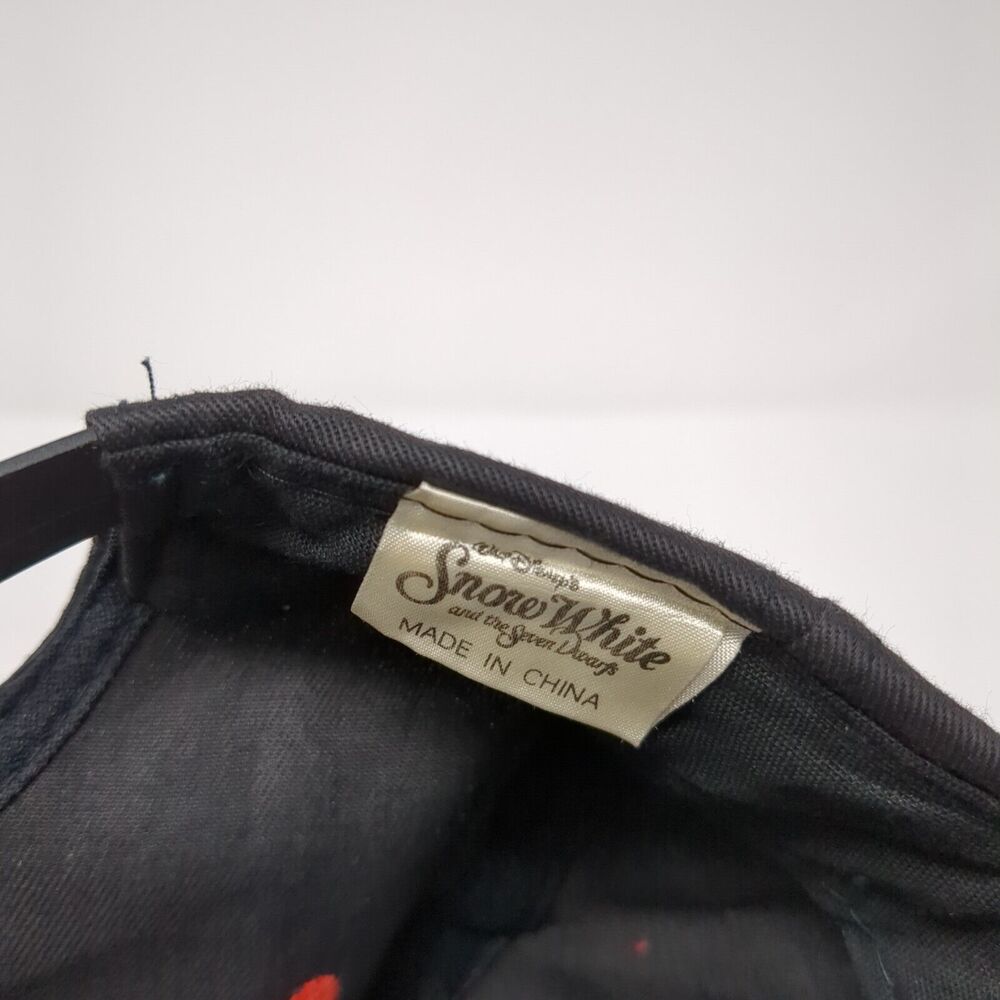 Walt Disney's
Snow White
and the Seven Dwarfs
MADE IN CHINA